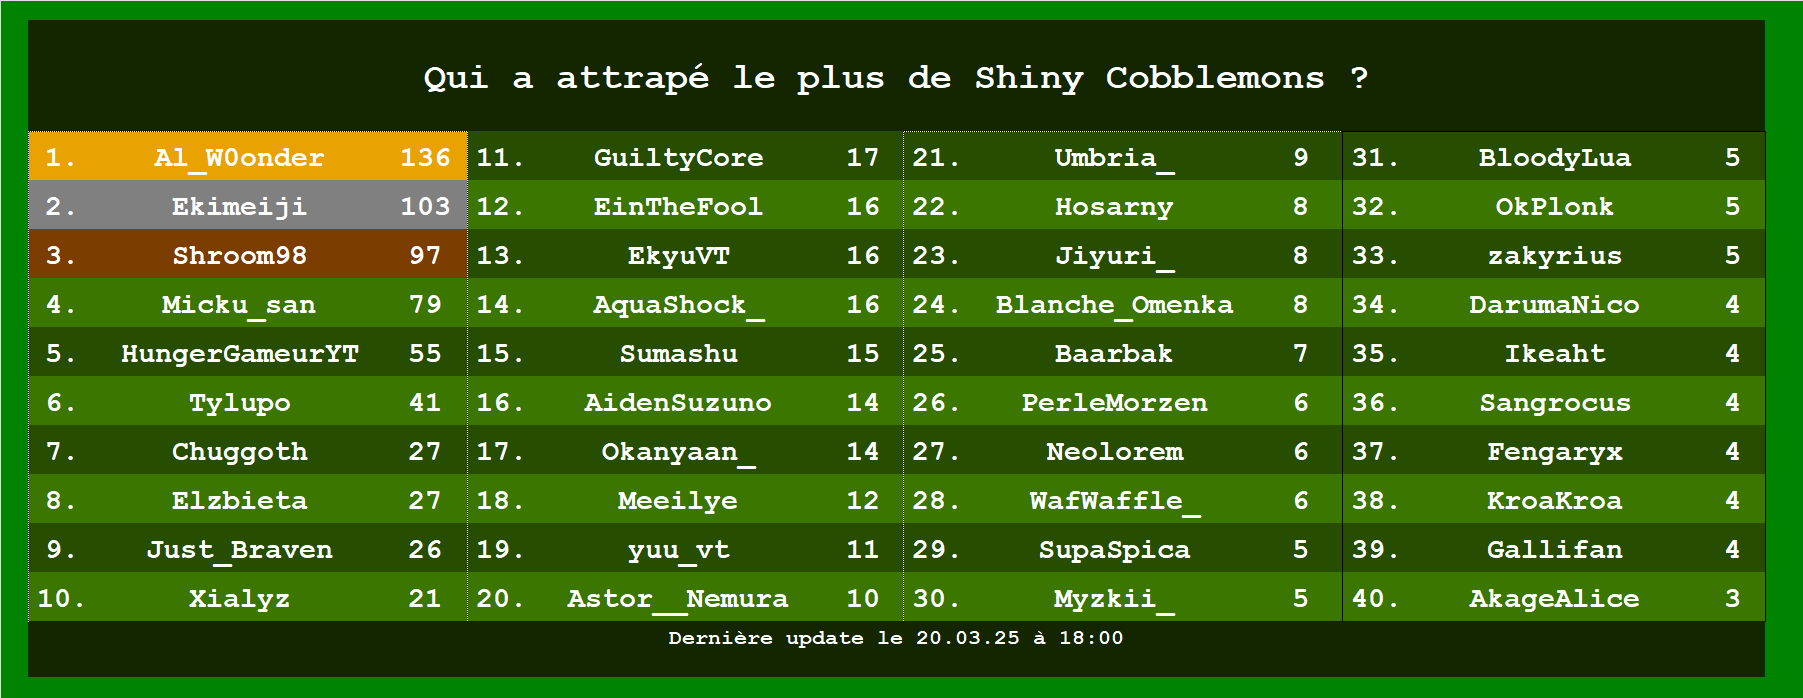 Qui a attrapé le plus de Shiny Cobblemons ?
1. Al_W0onder 136 11. GuiltyCore 17 21. Umbria_ 9 31. BloodyLua 5
2. Ekimeiji 103 12. EinTheFool 16 22. Hosarny 8 32. OkPlonk 5
3. Shroom98 97 13. EkyuVT 16 23. Jiyuri_ 8 33. zakyrius 5
4. Micku_san 79 14. AquaShock_ 16 24. Blanche_Omenka 8 34. DarumaNico 4
5. HungerGameurYT 55 15. Sumashu 15 25. Baarbak 7 35. Ikeaht 4
6. Tylupo 41 16. AidenSuzuno 14 26. PerleMorzen 6 36. Sangrocus 4
7. Chuggoth 27 17. Okanyaan_ 14 27. Neolorem 6 37. Fengaryx 4
8. Elzbieta 27 18. Meeilye 12 28. WafWaffle_ 6 38. KroaKroa 4
9. Just_Braven 26 19. yuu_vt 11 29. SupaSpica 5 39. Gallifan 4
10. Xialyz 21 20. Astor__Nemura 10 30. Myzkii_ 5 40. AkageAlice 3
Dernière update le 20.03.25 à 18:00